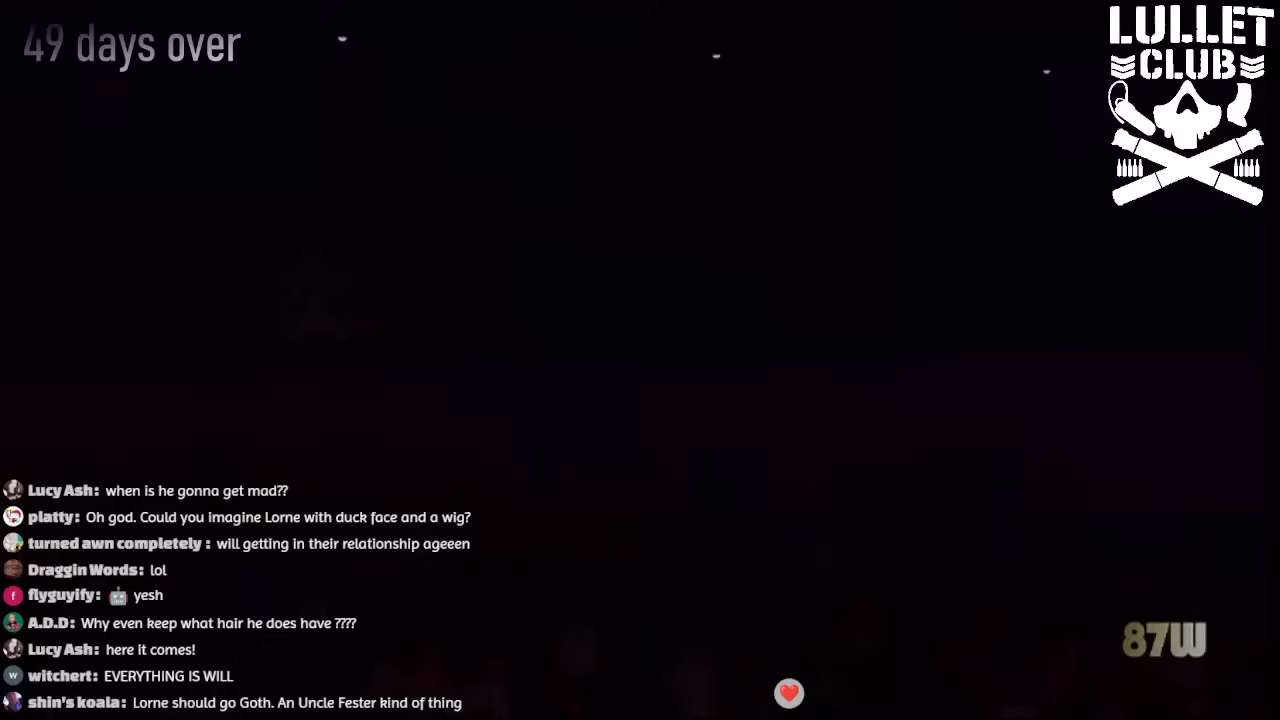 49 days over
LULLET
CLUB
Lucy Ash: when is he gonna get mad??
platty: Oh god. Could you imagine Lorne with duck face and a wig?
turned awn completely : will getting in their relationship ageeen
Draggin Words: lol
f flyguyify: 🤖 yesh
A.D.D: Why even keep what hair he does have ????
Lucy Ash: here it comes!
w witchert: EVERYTHING IS WILL
shin's koala: Lorne should go Goth. An Uncle Fester kind of thing
87W